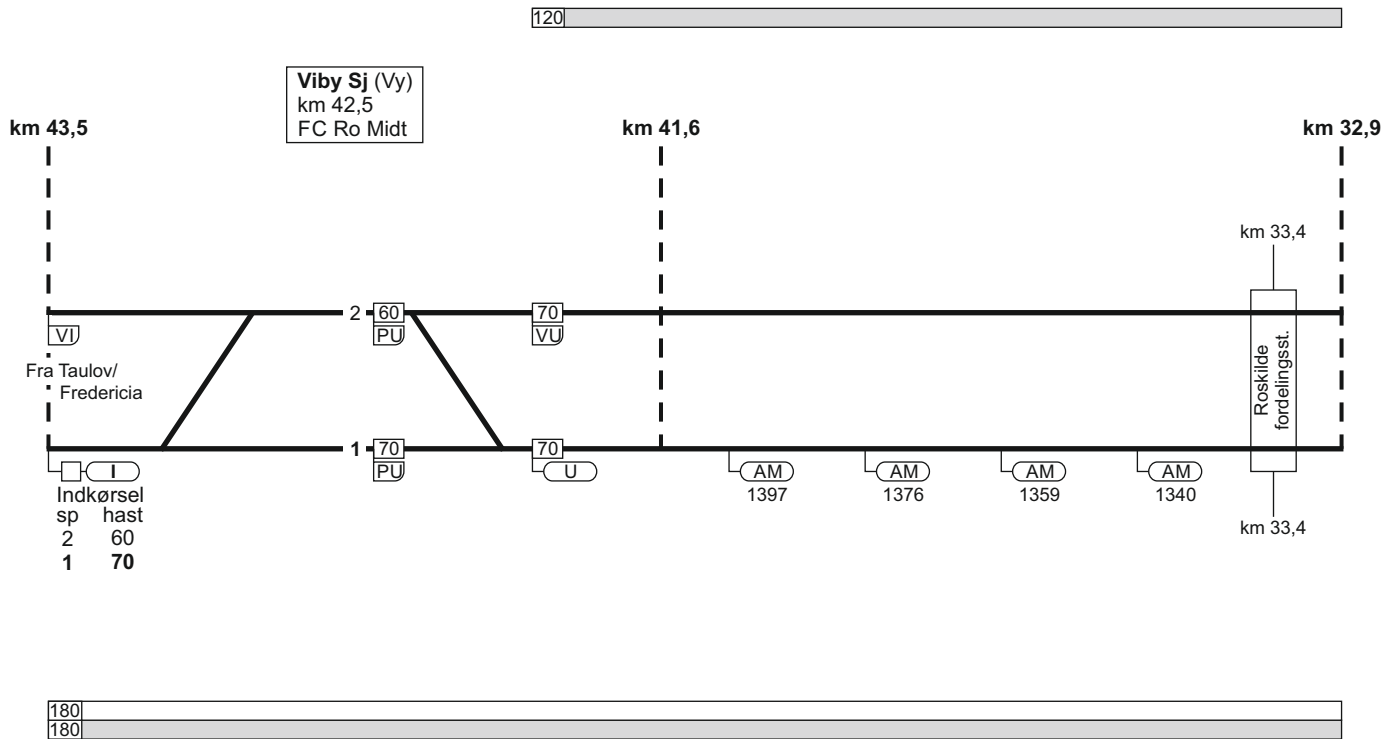 120
Viby Sj (Vy)
km 42,5
FC Ro Midt
km 43,5
km 41,6
km 32,9
km 33,4
2 60 70
VI PU VU
Fra Taulov/
Fredericia
Roskilde
fordelingsst.
1 70 70
I PU U AM AM AM AM
1397 1376 1359 1340
Indkørsel
sp hast
2 60
1 70
km 33,4
180
180